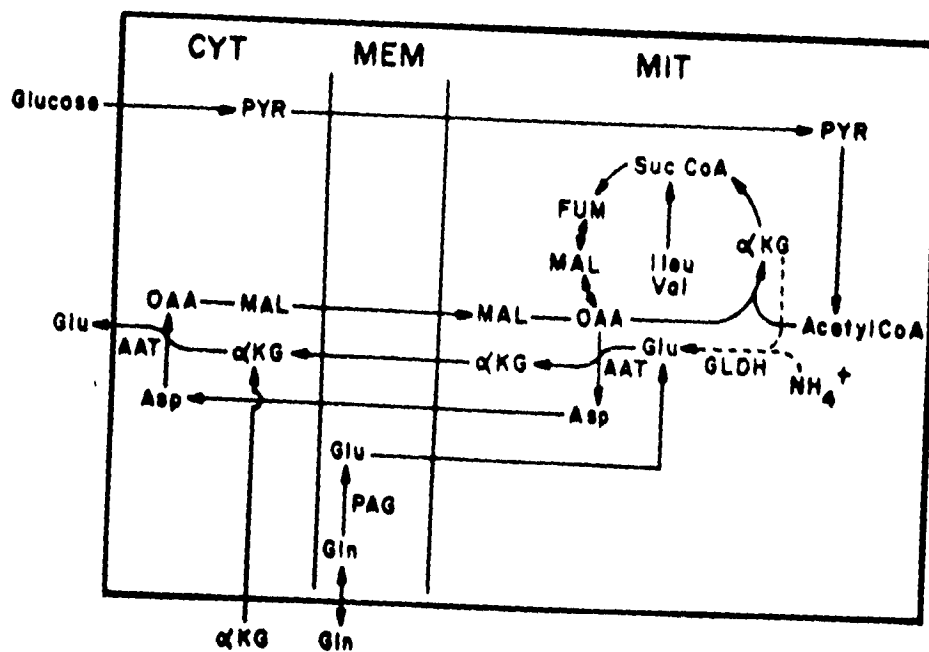 CYT MEM MIT
Glucose PYR PYR
Suc CoA
FUM
αKG
MAL Ileu
Val
OAA MAL MAL OAA AcetylCoA
Glu
AAT αKG αKG AAT Glu GLDH NH4+
Asp Asp
Glu
PAG
Gln
αKG Gln